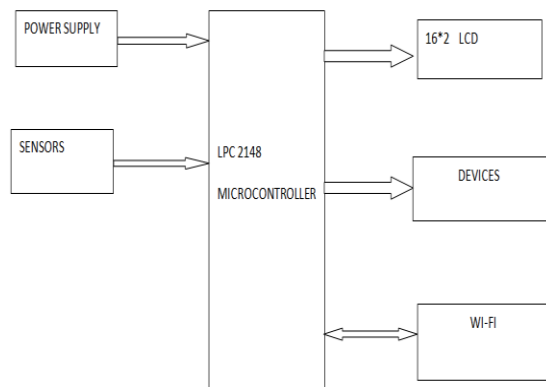 POWER SUPPLY
16*2 LCD
SENSORS
LPC 2148
MICROCONTROLLER
DEVICES
WI-FI